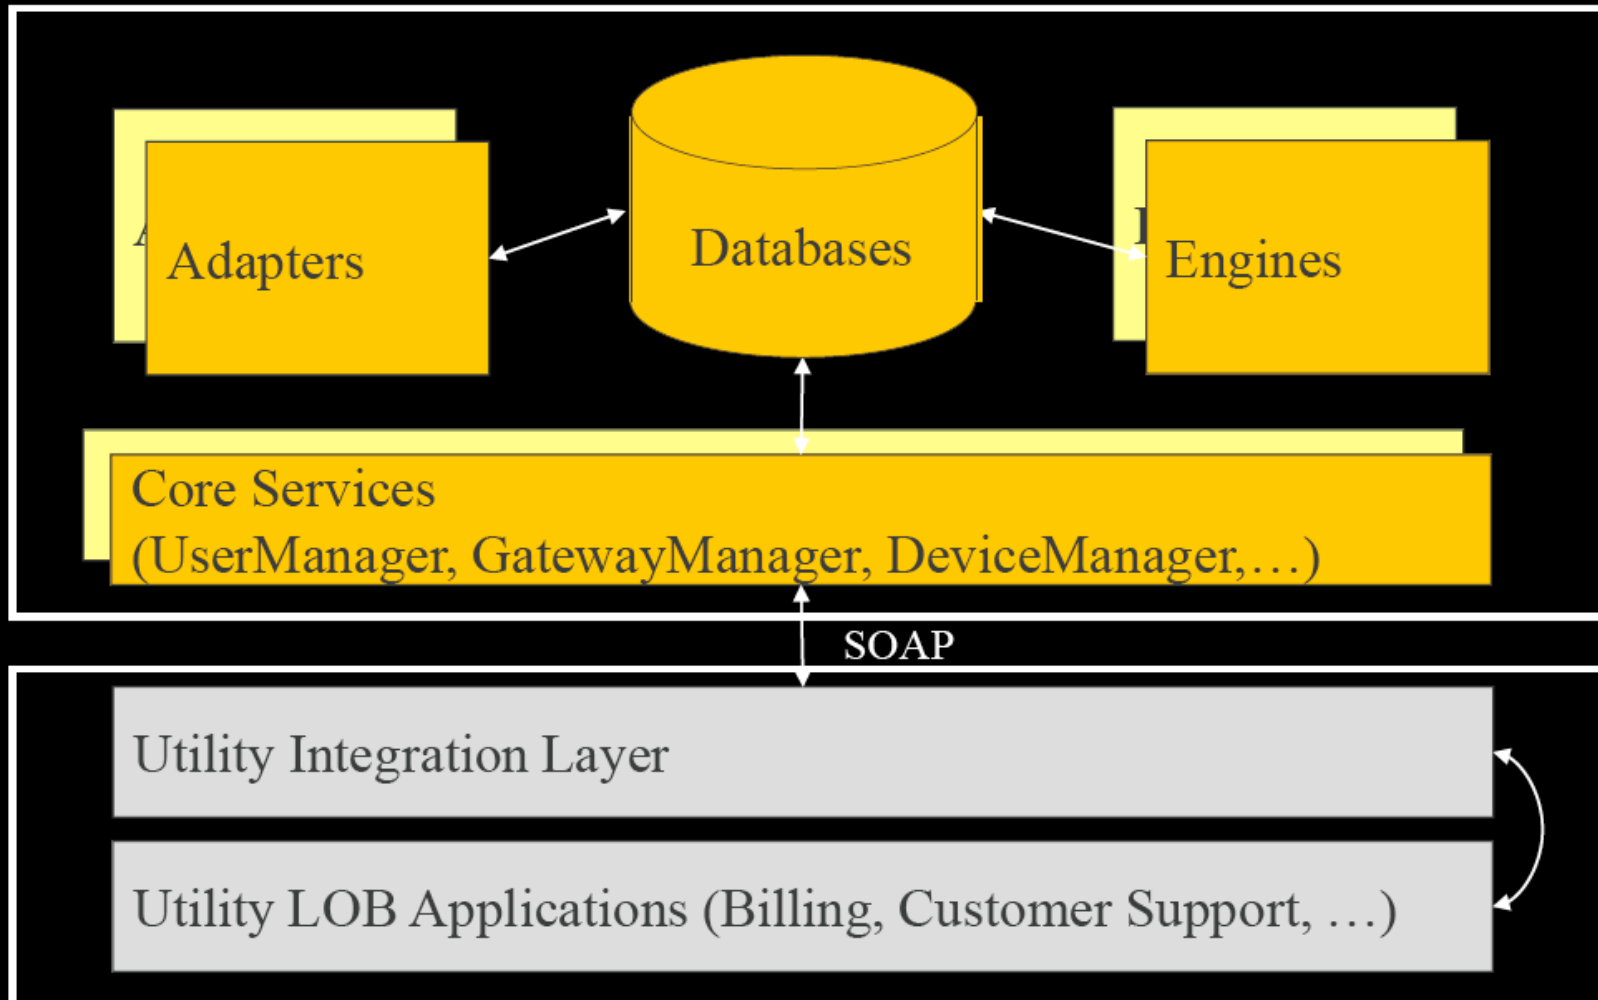 Databases
Adapters
Engines
Core Services
(UserManager, GatewayManager, DeviceManager,…)
SOAP
Utility Integration Layer
Utility LOB Applications (Billing, Customer Support, …)